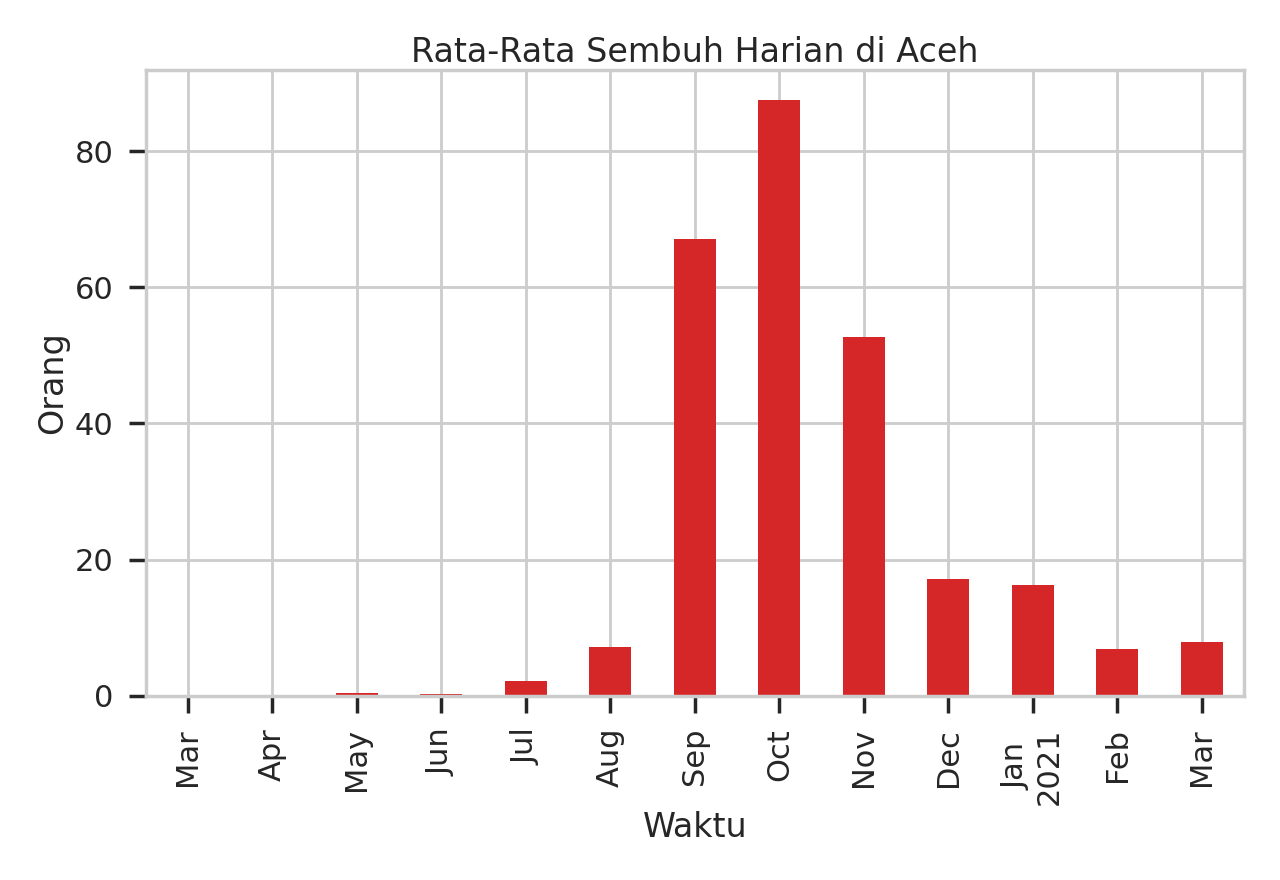 Rata-Rata Sembuh Harian di Aceh
80
60
40
20
0
Orang
Mar
Apr
May
Jun
Jul
Aug
Sep
Oct
Nov
Dec
Jan
2021
Feb
Mar
Waktu